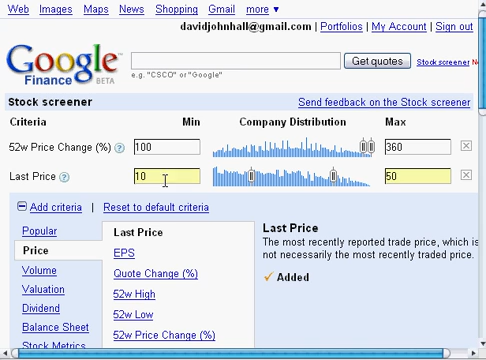 Web Images Maps News Shopping Gmail more ▼
davidjohnhall@gmail.com | Portfolios | My Account | Sign out
Google
Finance BETA
Get quotes
Stock screener
e.g. "CSCO" or "Google"
Stock screener
Send feedback on the Stock screener
Criteria Min Company Distribution Max
52w Price Change (%) ? 100 360
Last Price ? 10 50
Add criteria | Reset to default criteria
Popular
Price
Volume
Valuation
Dividend
Balance Sheet
Stock Metrics
Last Price
EPS
Quote Change (%)
52w High
52w Low
52w Price Change (%)
Last Price
The most recently reported trade price, which is
not necessarily the most recently traded price.
✓ Added